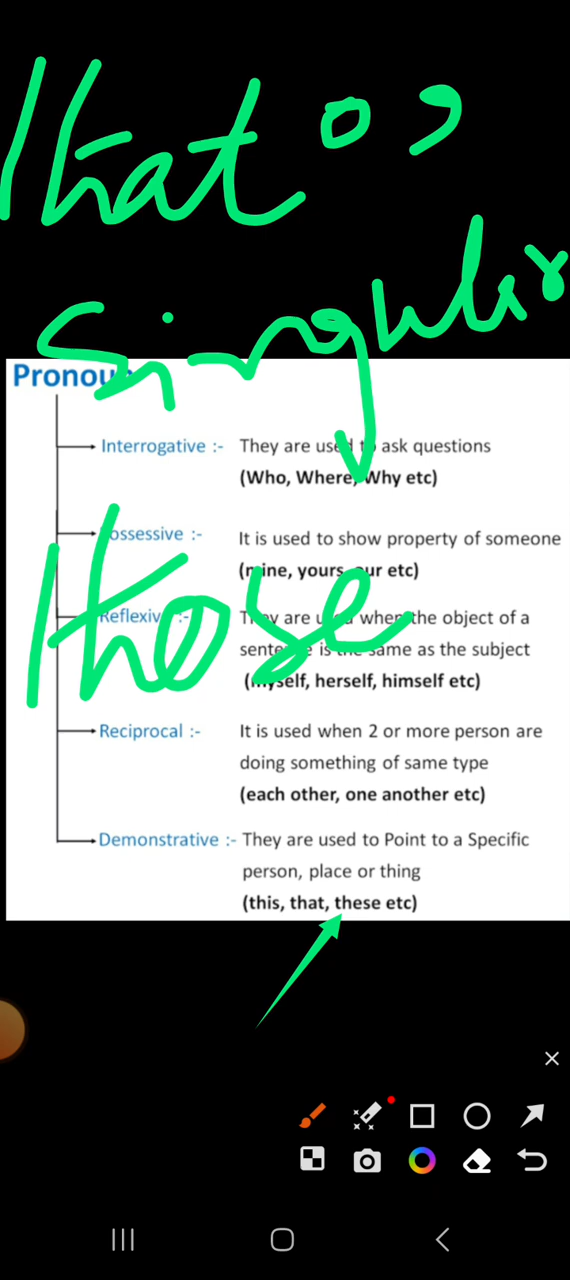 that
singular
Pronoun
Interrogative :- They are used to ask questions
(Who, Where, Why etc)
Possessive :- It is used to show property of someone
(mine, yours, our etc)
those
Reflexive :- They are used when the object of a
sentence is the same as the subject
(myself, herself, himself etc)
Reciprocal :- It is used when 2 or more person are
doing something of same type
(each other, one another etc)
Demonstrative :- They are used to Point to a Specific
person, place or thing
(this, that, these etc)